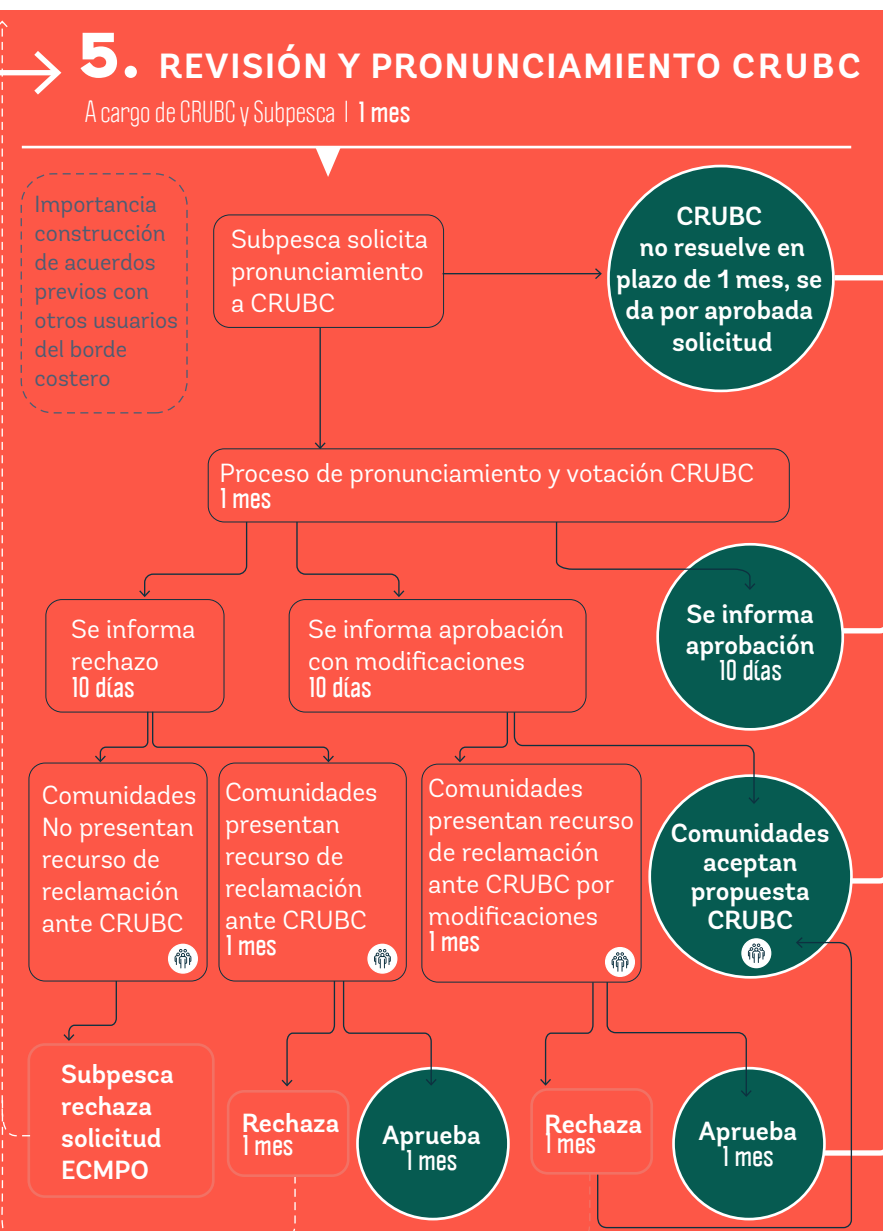 5. REVISIÓN Y PRONUNCIAMIENTO CRUBC
A cargo de CRUBC y Subpesca | 1 mes
Importancia
construcción
de acuerdos
previos con
otros usuarios
del borde
costero
Subpesca solicita
pronunciamiento
a CRUBC
CRUBC
no resuelve en
plazo de 1 mes, se
da por aprobada
solicitud
Proceso de pronunciamiento y votación CRUBC
1 mes
Se informa
rechazo
10 días
Se informa aprobación
con modificaciones
10 días
Se informa
aprobación
10 días
Comunidades
No presentan
recurso de
reclamación
ante CRUBC
Comunidades
presentan
recurso de
reclamación
ante CRUBC
1 mes
Comunidades
presentan recurso
de reclamación
ante CRUBC por
modificaciones
1 mes
Comunidades
aceptan
propuesta
CRUBC
Subpesca
rechaza
solicitud
ECMPO
Rechaza
1 mes
Aprueba
1 mes
Rechaza
1 mes
Aprueba
1 mes